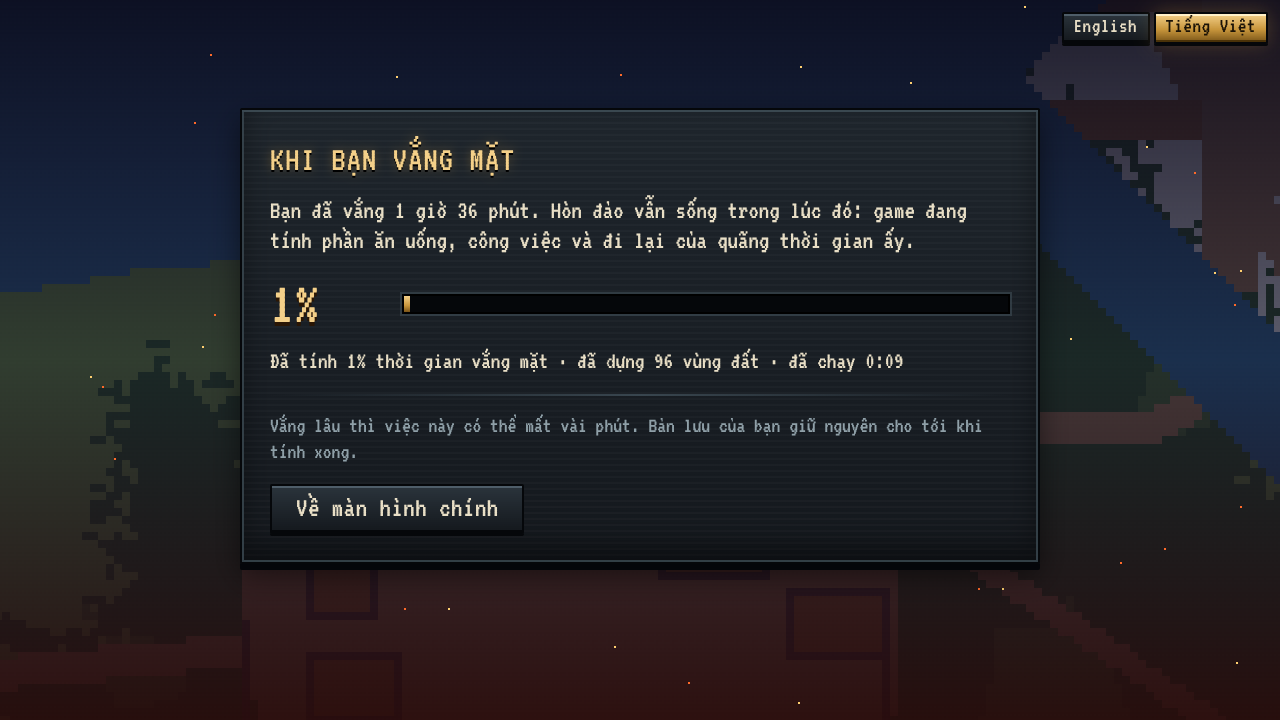 English
Tiếng Việt
KHI BẠN VẮNG MẶT
Bạn đã vắng 1 giờ 36 phút. Hòn đảo vẫn sống trong lúc đó: game đang
tính phần ăn uống, công việc và đi lại của quãng thời gian ấy.
1%
Đã tính 1% thời gian vắng mặt · đã dựng 96 vùng đất · đã chạy 0:09
Vắng lâu thì việc này có thể mất vài phút. Bản lưu của bạn giữ nguyên cho tới khi
tính xong.
Về màn hình chính